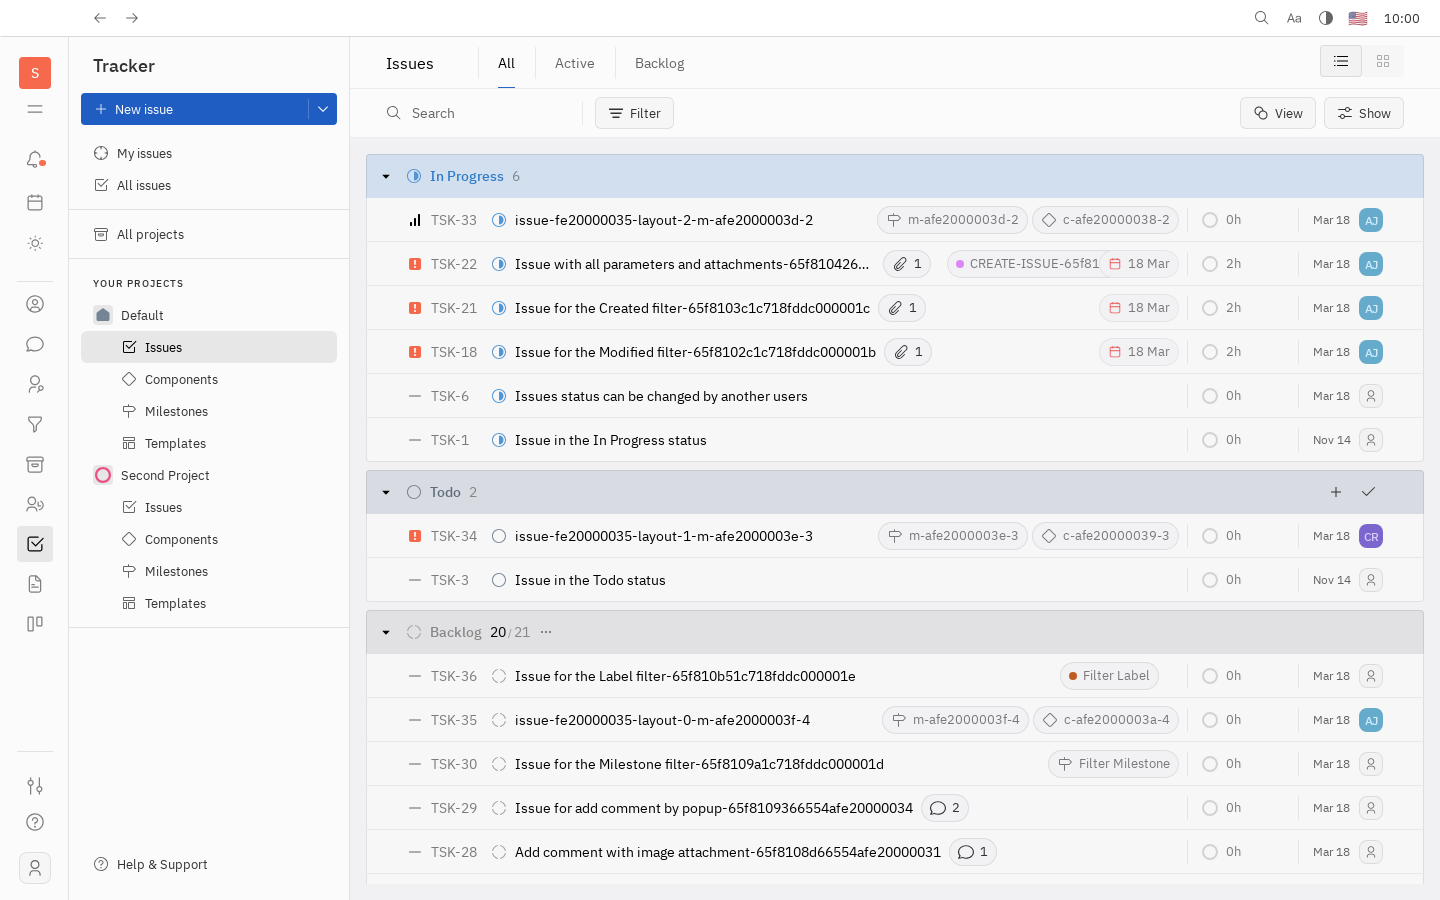 Aa 10:00
S
Tracker
New issue
My issues
All issues
All projects
YOUR PROJECTS
Default
Issues
Components
Milestones
Templates
Second Project
Issues
Components
Milestones
Templates
Help & Support
Issues All Active Backlog
Search Filter View Show
In Progress 6
TSK-33 issue-fe20000035-layout-2-m-afe2000003d-2 m-afe2000003d-2 c-afe20000038-2 0h Mar 18 AJ
TSK-22 Issue with all parameters and attachments-65f810426... 1 CREATE-ISSUE-65f81 18 Mar 2h Mar 18 AJ
TSK-21 Issue for the Created filter-65f8103c1c718fddc000001c 1 18 Mar 2h Mar 18 AJ
TSK-18 Issue for the Modified filter-65f8102c1c718fddc000001b 1 18 Mar 2h Mar 18 AJ
TSK-6 Issues status can be changed by another users 0h Mar 18
TSK-1 Issue in the In Progress status 0h Nov 14
Todo 2
TSK-34 issue-fe20000035-layout-1-m-afe2000003e-3 m-afe2000003e-3 c-afe20000039-3 0h Mar 18 CR
TSK-3 Issue in the Todo status 0h Nov 14
Backlog 20/21 ...
TSK-36 Issue for the Label filter-65f810b51c718fddc000001e Filter Label 0h Mar 18
TSK-35 issue-fe20000035-layout-0-m-afe2000003f-4 m-afe2000003f-4 c-afe2000003a-4 0h Mar 18 AJ
TSK-30 Issue for the Milestone filter-65f8109a1c718fddc000001d Filter Milestone 0h Mar 18
TSK-29 Issue for add comment by popup-65f8109366554afe20000034 2 0h Mar 18
TSK-28 Add comment with image attachment-65f8108d66554afe20000031 1 0h Mar 18